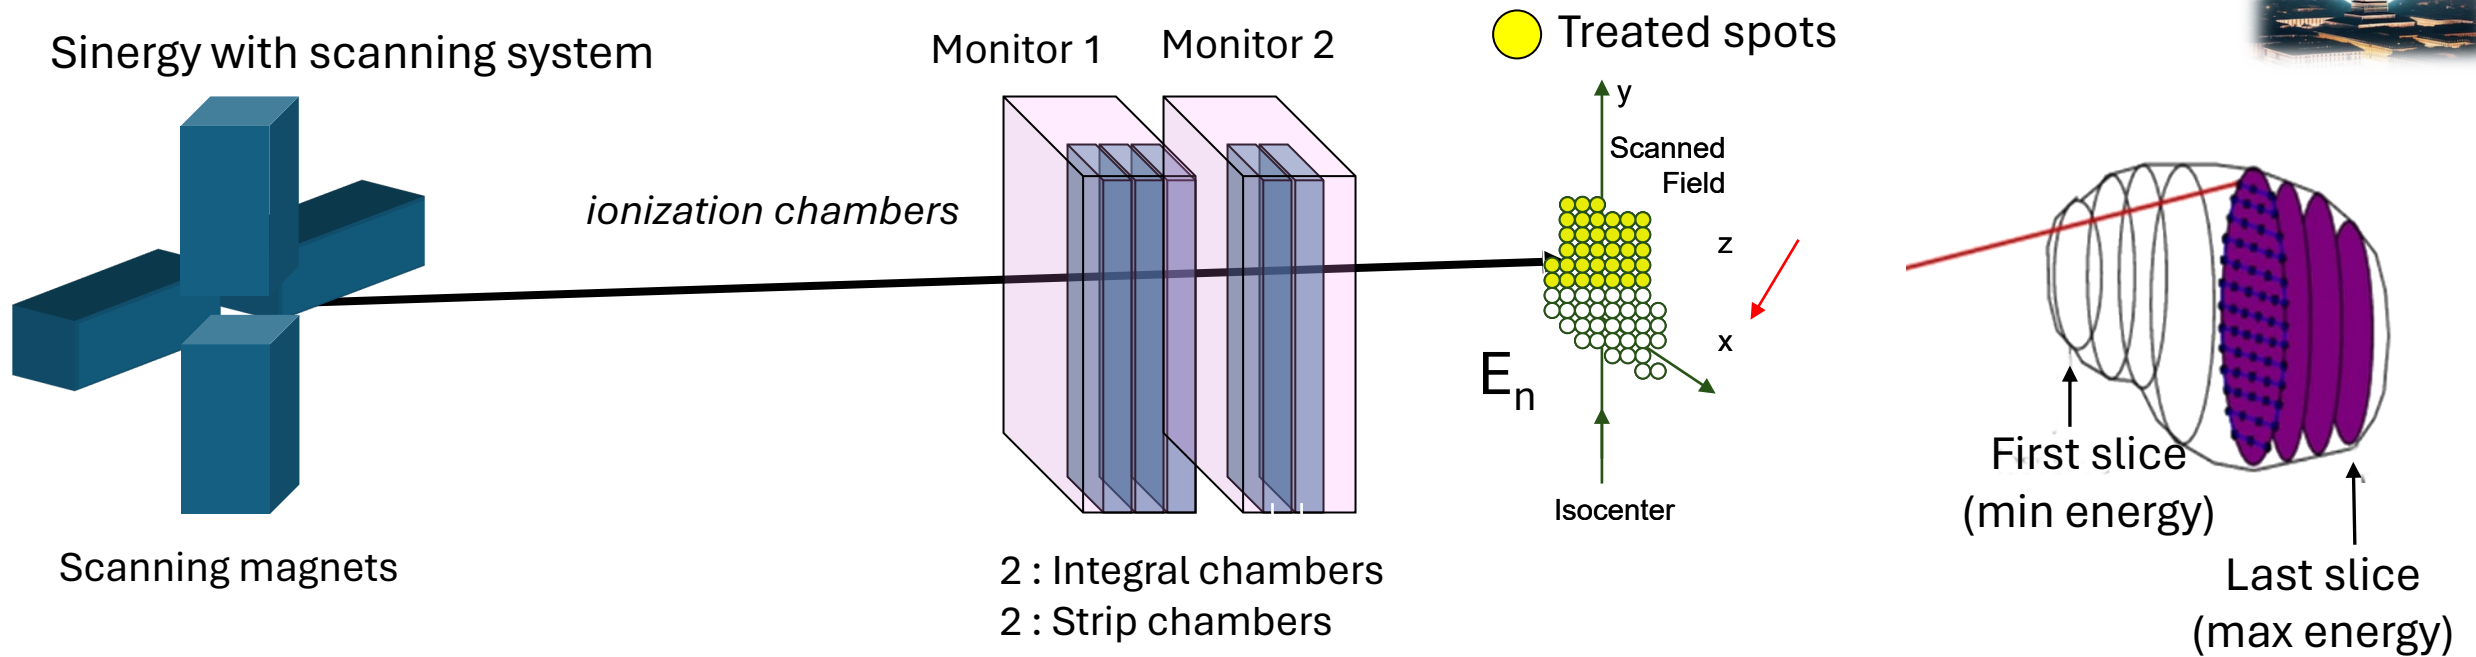 Sinergy with scanning system
Monitor 1
Monitor 2
Treated spots
y
Scanned
Field
ionization chambers
z
x
En
First slice
(min energy)
Isocenter
Scanning magnets
2 : Integral chambers
2 : Strip chambers
Last slice
(max energy)